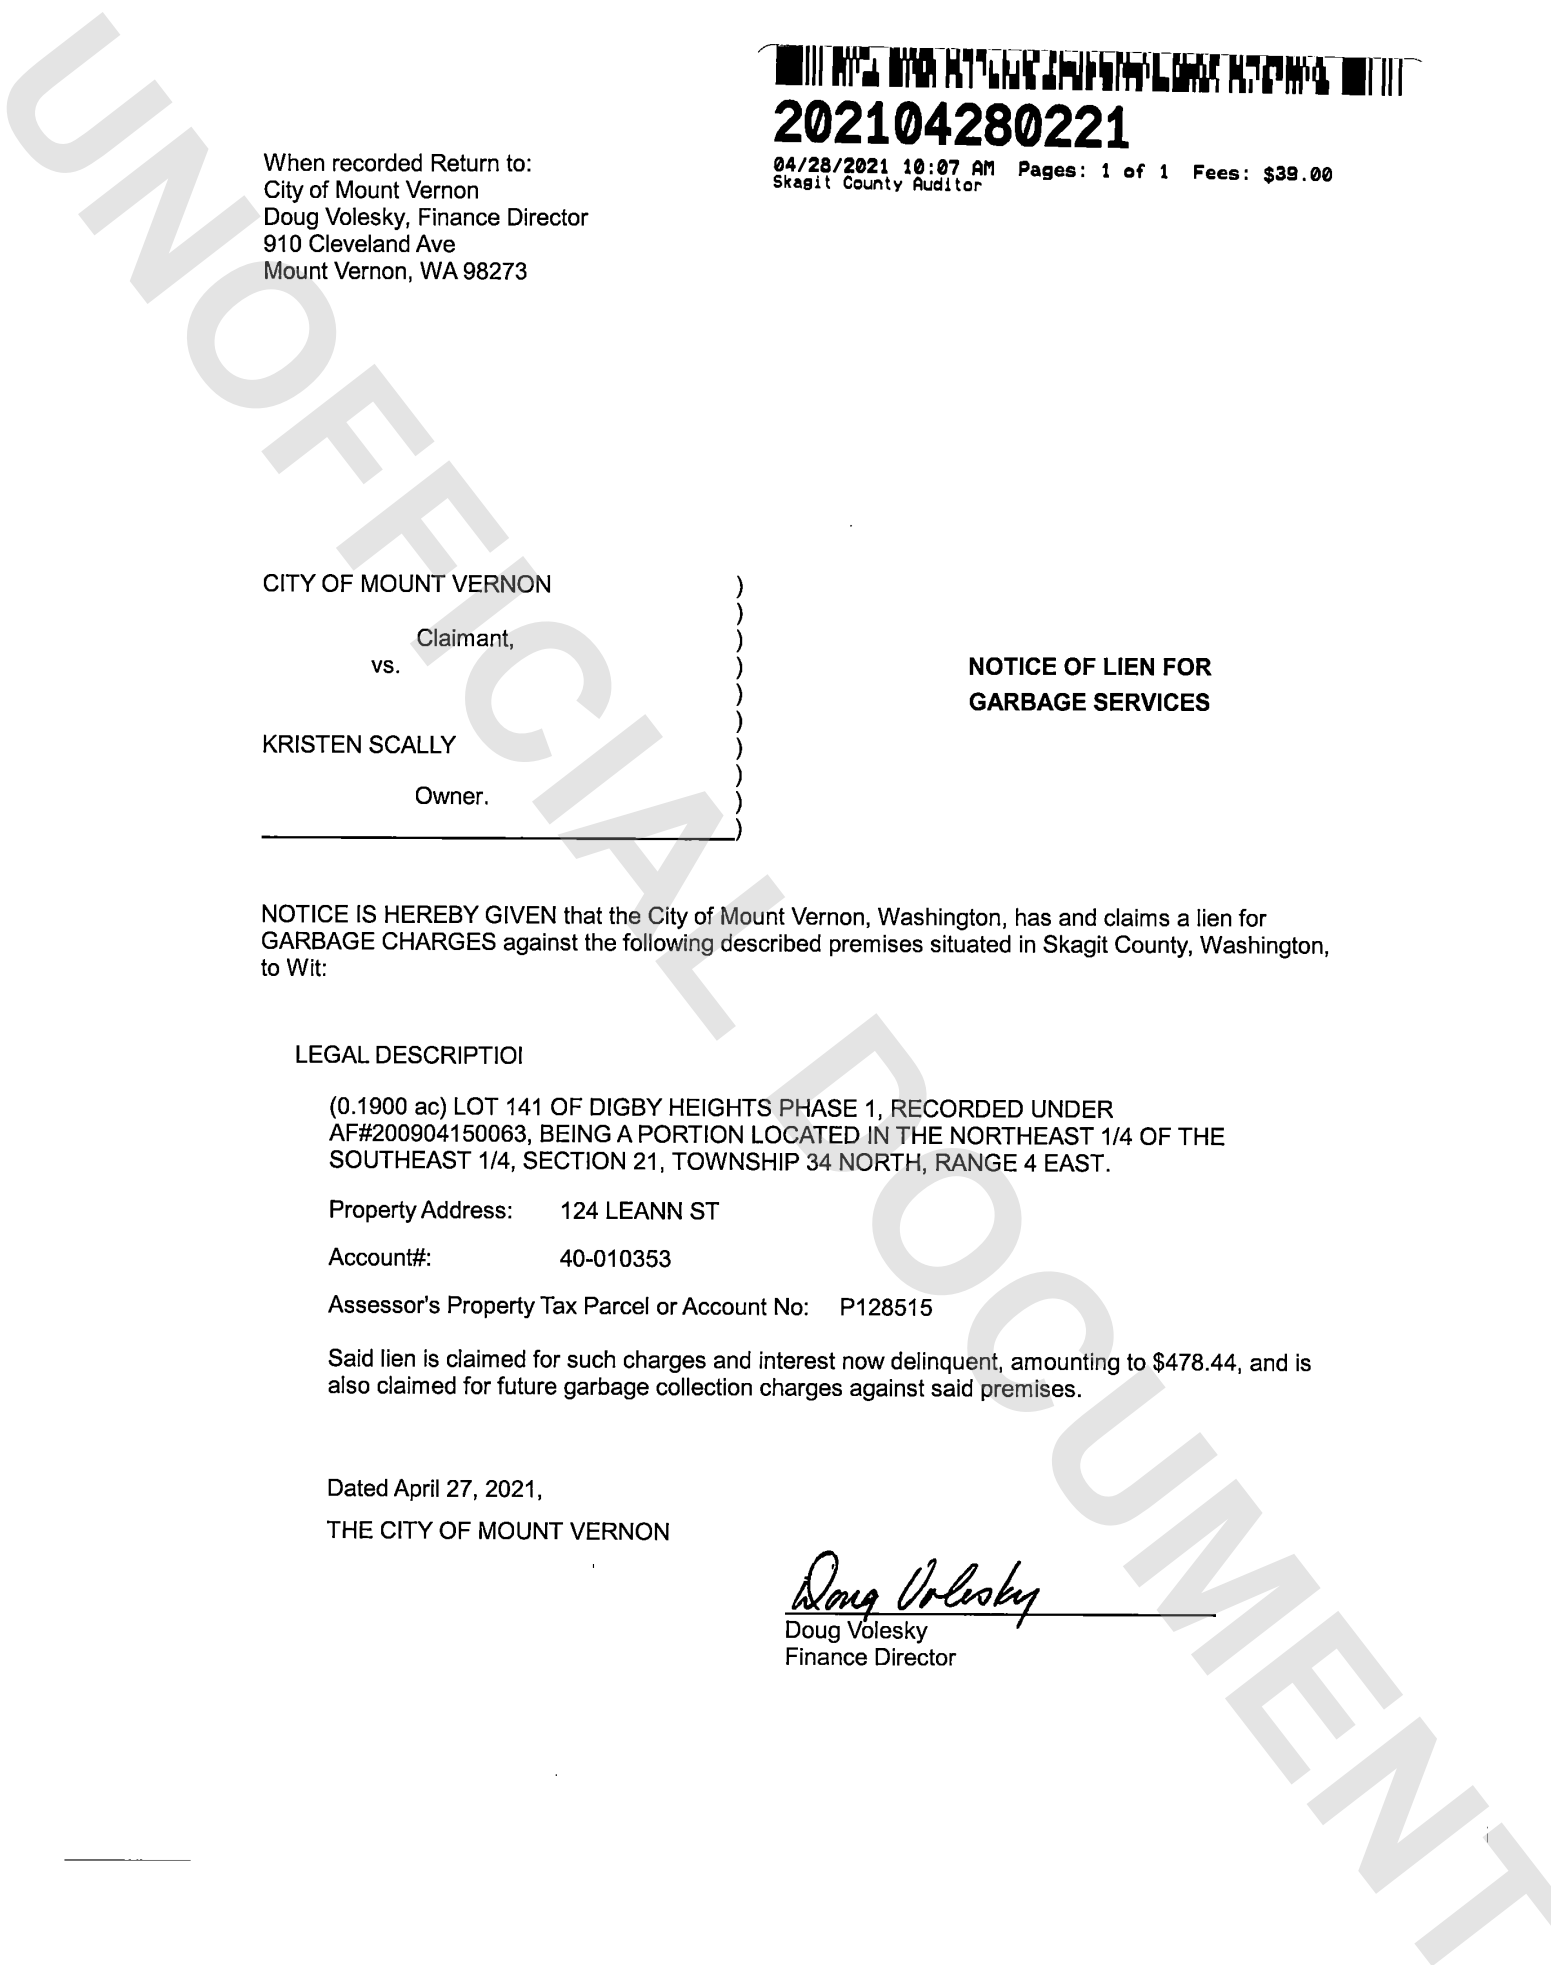 202104280221
04/28/2021 10:07 AM Pages: 1 of 1 Fees: $39.00
Skagit County Auditor
When recorded Return to:
City of Mount Vernon
Doug Volesky, Finance Director
910 Cleveland Ave
Mount Vernon, WA 98273
CITY OF MOUNT VERNON )
)
Claimant, )
vs. )
)
)
KRISTEN SCALLY )
)
Owner. )
)
NOTICE OF LIEN FOR
GARBAGE SERVICES
NOTICE IS HEREBY GIVEN that the City of Mount Vernon, Washington, has and claims a lien for
GARBAGE CHARGES against the following described premises situated in Skagit County, Washington,
to Wit:
LEGAL DESCRIPTIOI
(0.1900 ac) LOT 141 OF DIGBY HEIGHTS PHASE 1, RECORDED UNDER
AF#200904150063, BEING A PORTION LOCATED IN THE NORTHEAST 1/4 OF THE
SOUTHEAST 1/4, SECTION 21, TOWNSHIP 34 NORTH, RANGE 4 EAST.
Property Address: 124 LEANN ST
Account#: 40-010353
Assessor's Property Tax Parcel or Account No: P128515
Said lien is claimed for such charges and interest now delinquent, amounting to $478.44, and is
also claimed for future garbage collection charges against said premises.
Dated April 27, 2021,
THE CITY OF MOUNT VERNON
Doug Volesky
Doug Volesky
Finance Director
UNOFFICIAL DOCUMENT